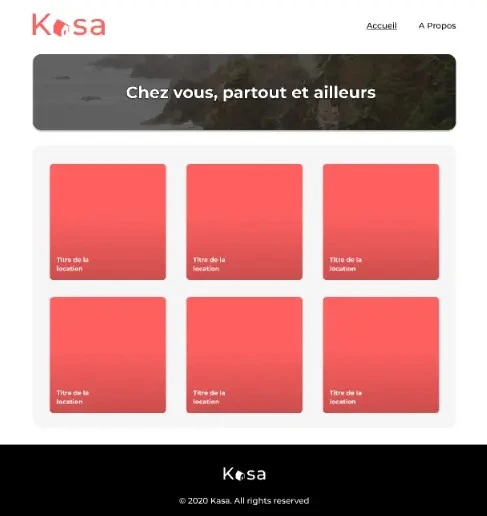 Kasa
Accueil A Propos
Chez vous, partout et ailleurs
Titre de la
location
Titre de la
location
Titre de la
location
Titre de la
location
Titre de la
location
Titre de la
location
Kasa
© 2020 Kasa. All rights reserved